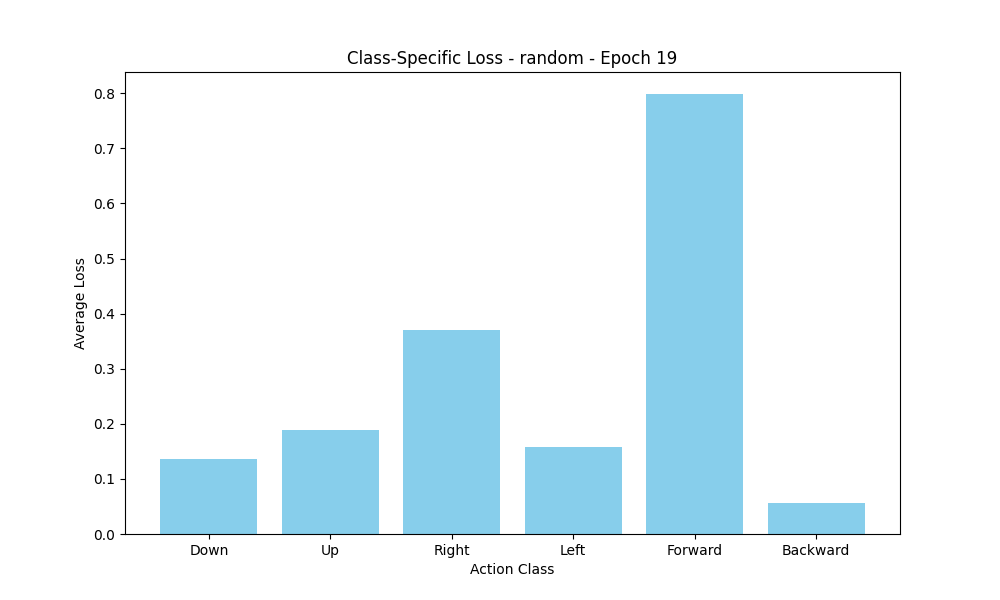 Class-Specific Loss - random - Epoch 19
0.8
0.7
0.6
0.5
0.4
0.3
0.2
0.1
0.0
Average Loss
Down Up Right Left Forward Backward
Action Class